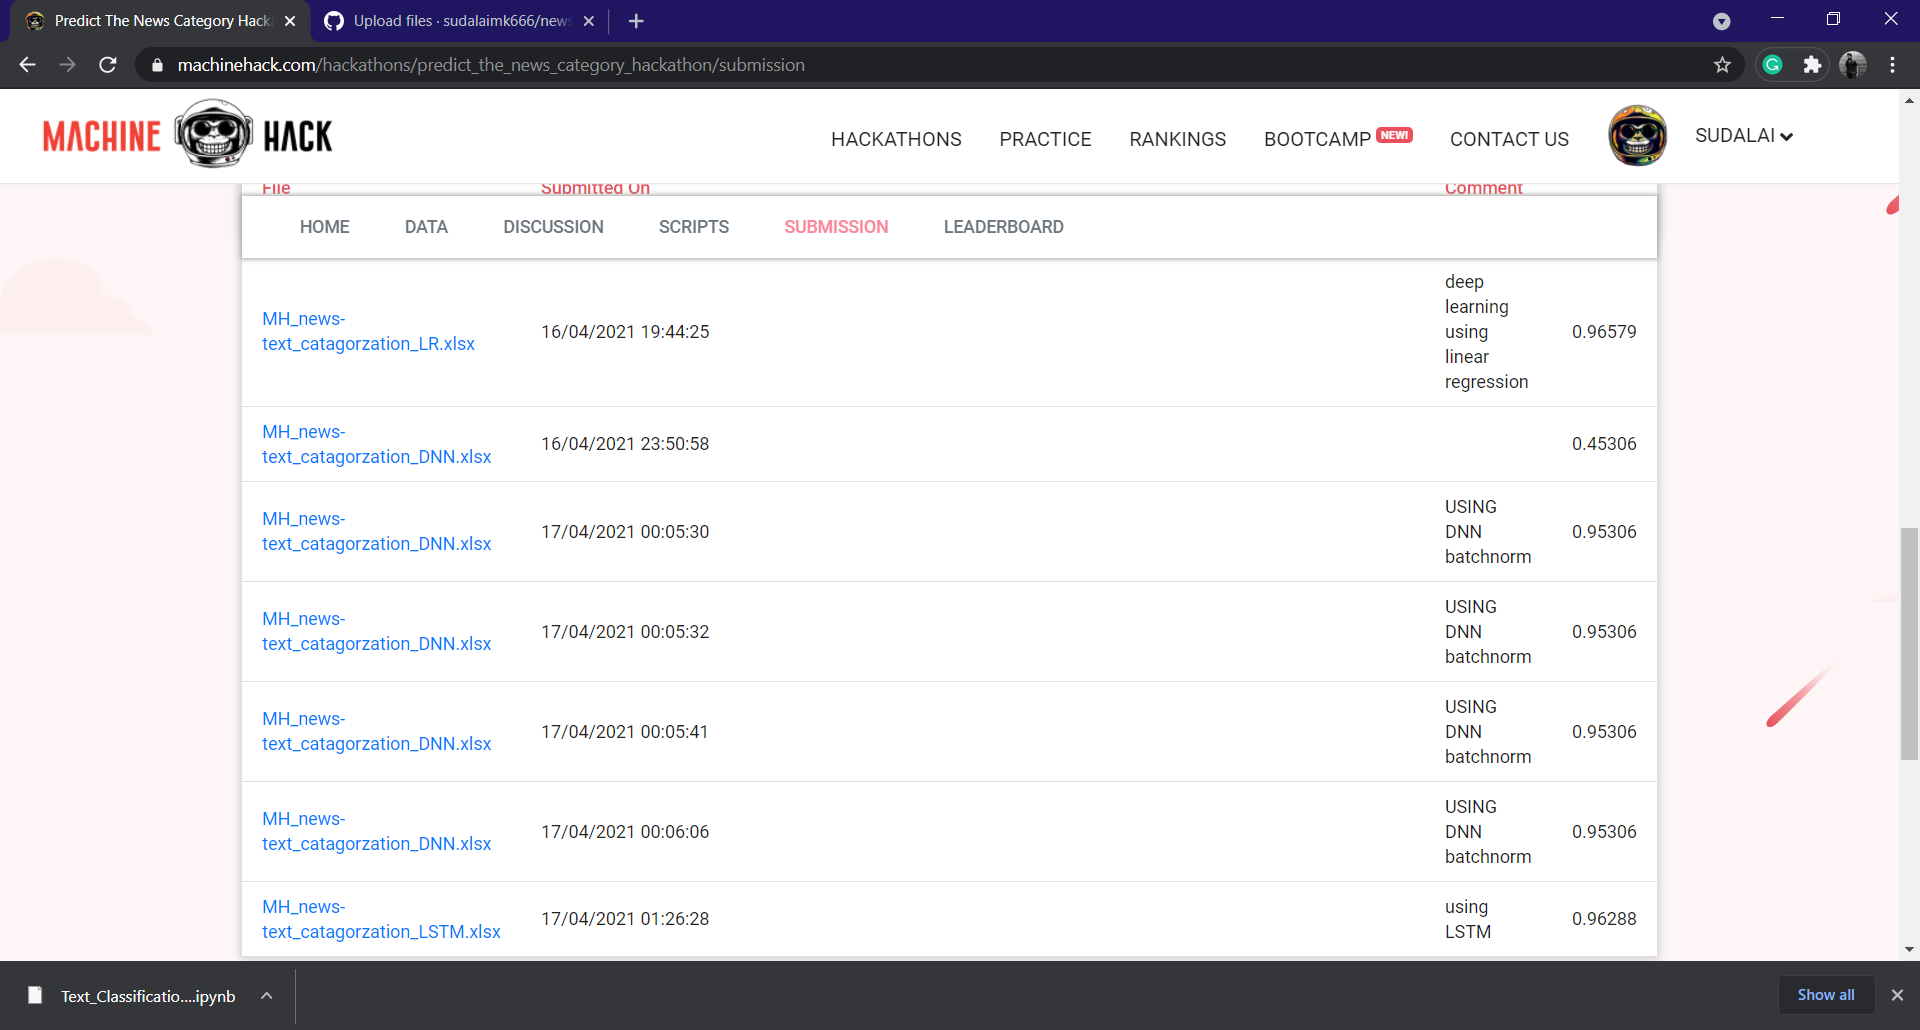 Predict The News Category Hack
Upload files · sudalaimk666/news
machinehack.com/hackathons/predict_the_news_category_hackathon/submission
MACHINE HACK
HACKATHONS
PRACTICE
RANKINGS
BOOTCAMP NEW!
CONTACT US
SUDALAI
File
Submitted On
Comment
HOME
DATA
DISCUSSION
SCRIPTS
SUBMISSION
LEADERBOARD
MH_news-
text_catagorzation_LR.xlsx
16/04/2021 19:44:25
deep
learning
using
linear
regression
0.96579
MH_news-
text_catagorzation_DNN.xlsx
16/04/2021 23:50:58
0.45306
MH_news-
text_catagorzation_DNN.xlsx
17/04/2021 00:05:30
USING
DNN
batchnorm
0.95306
MH_news-
text_catagorzation_DNN.xlsx
17/04/2021 00:05:32
USING
DNN
batchnorm
0.95306
MH_news-
text_catagorzation_DNN.xlsx
17/04/2021 00:05:41
USING
DNN
batchnorm
0.95306
MH_news-
text_catagorzation_DNN.xlsx
17/04/2021 00:06:06
USING
DNN
batchnorm
0.95306
MH_news-
text_catagorzation_LSTM.xlsx
17/04/2021 01:26:28
using
LSTM
0.96288
Text_Classificatio....ipynb
Show all